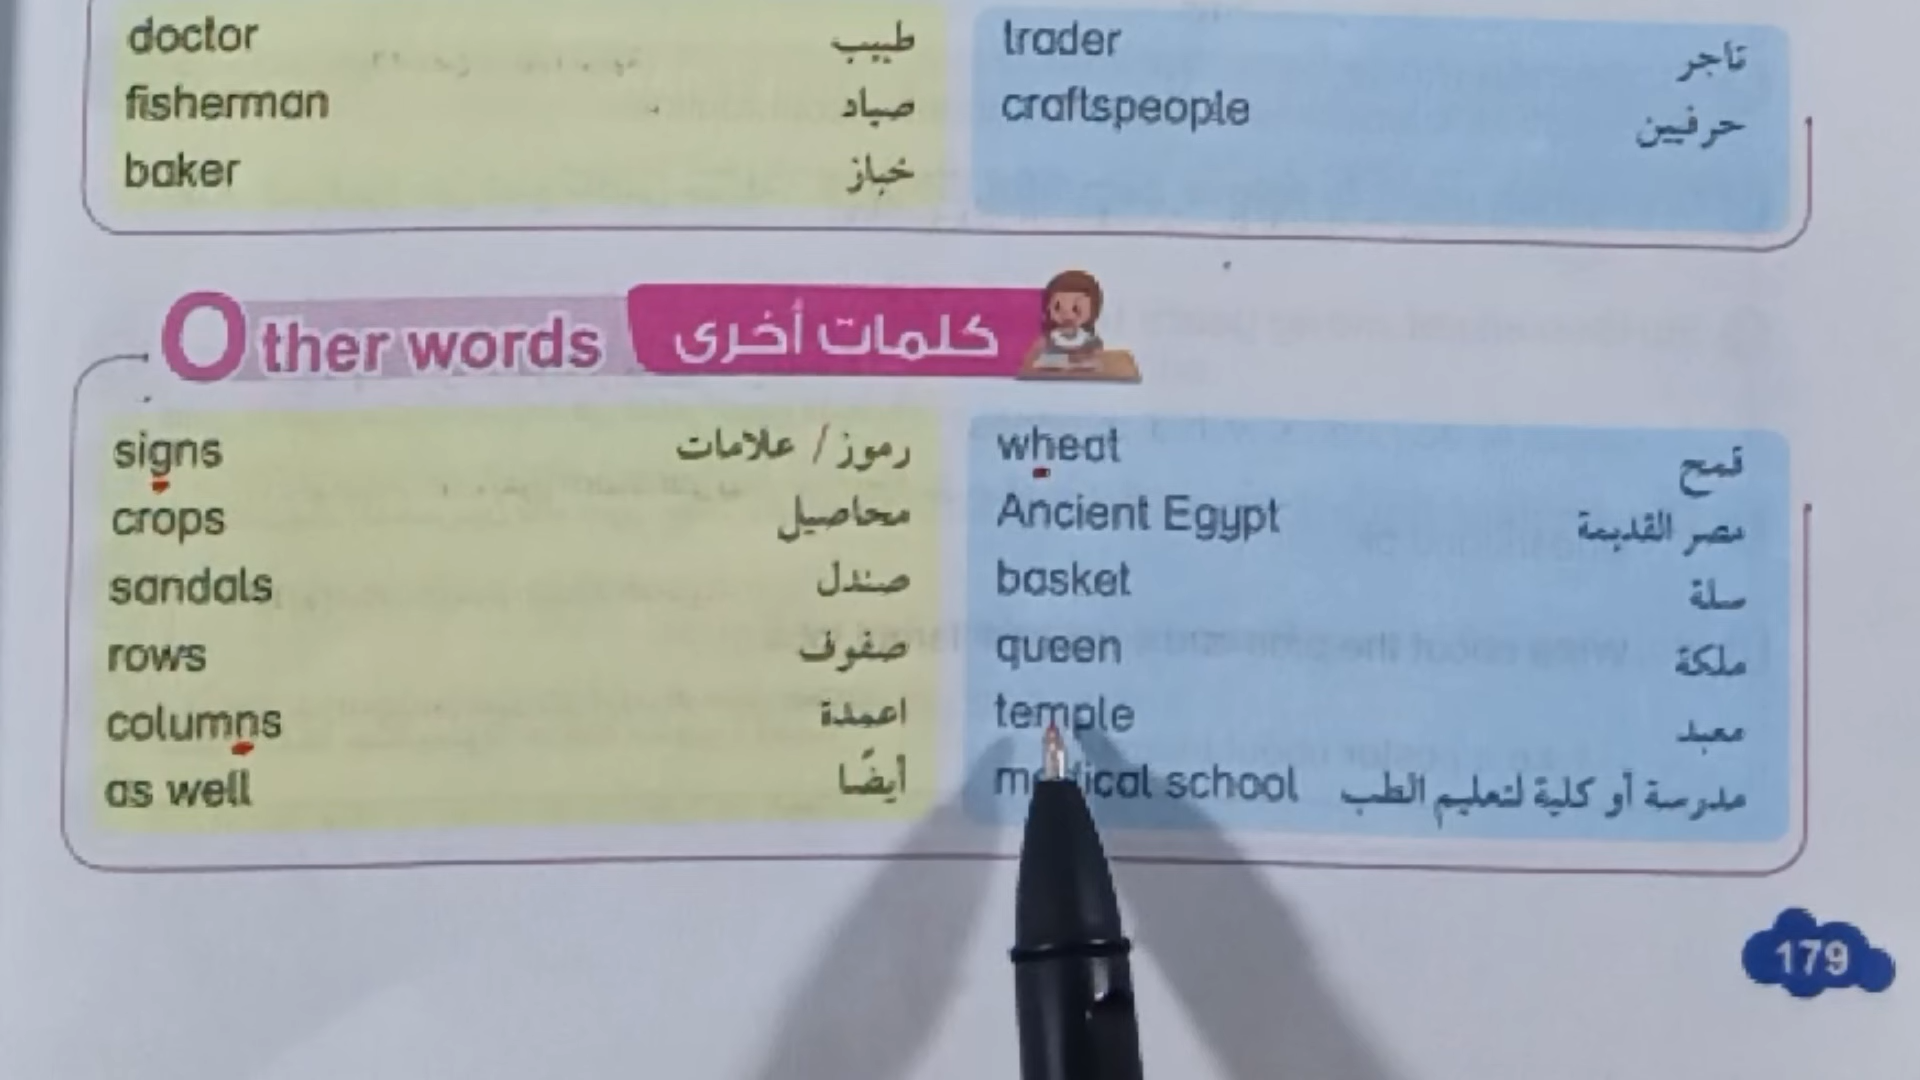 doctor طبيب
fisherman صياد
baker خباز
trader تاجر
craftspeople حرفيين
Other words كلمات أخرى
signs رموز / علامات
crops محاصيل
sandals صندل
rows صفوف
columns اعمدة
as well أيضًا
wheat قمح
Ancient Egypt مصر القديمة
basket سلة
queen ملكة
temple معبد
medical school مدرسة أو كلية لتعليم الطب
179